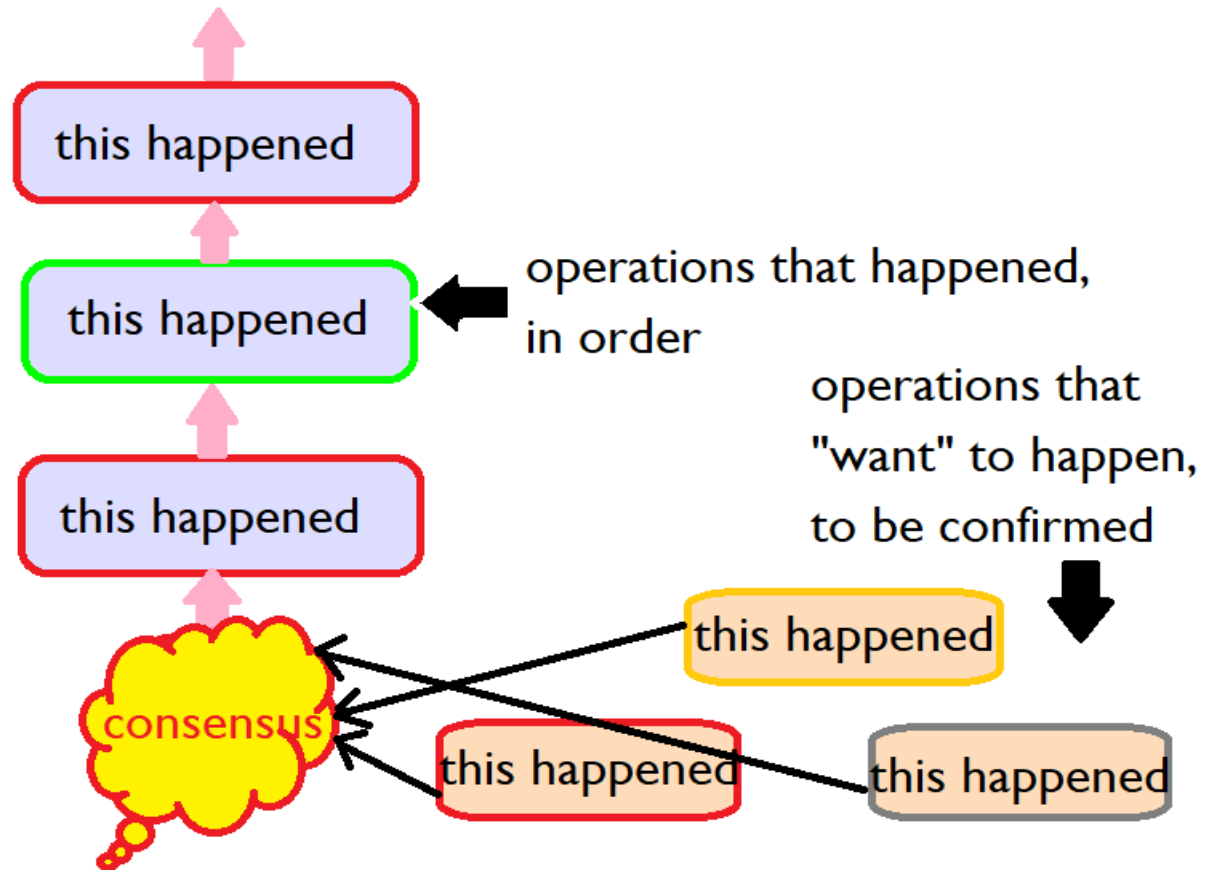 this happened
this happened
operations that happened,
in order
operations that
"want" to happen,
to be confirmed
this happened
this happened
consensus
this happened
this happened